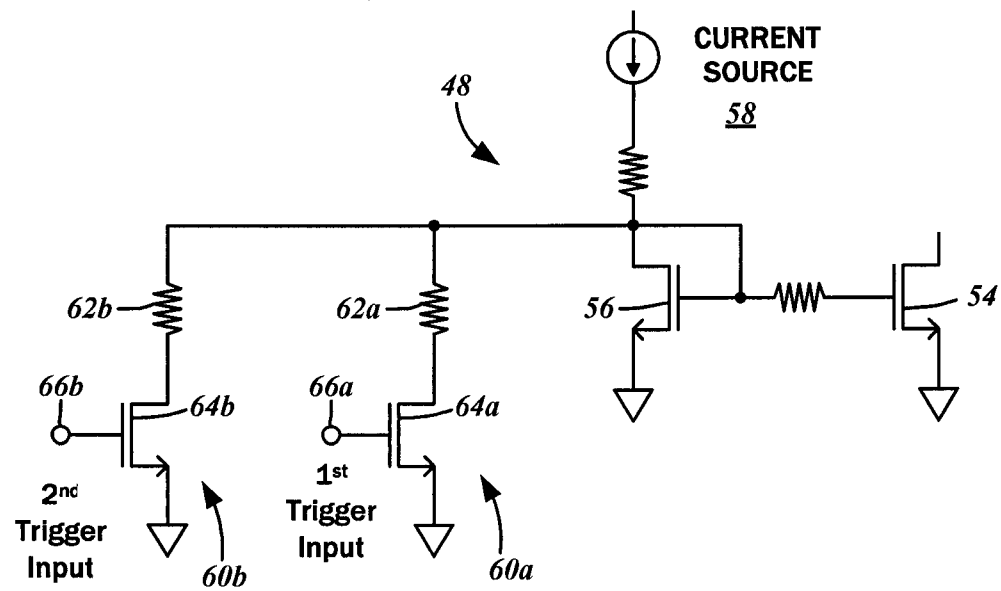 CURRENT
SOURCE
58
48
62b
62a
56
54
66b
66a
64b
64a
2nd
Trigger
Input
1st
Trigger
Input
60b
60a